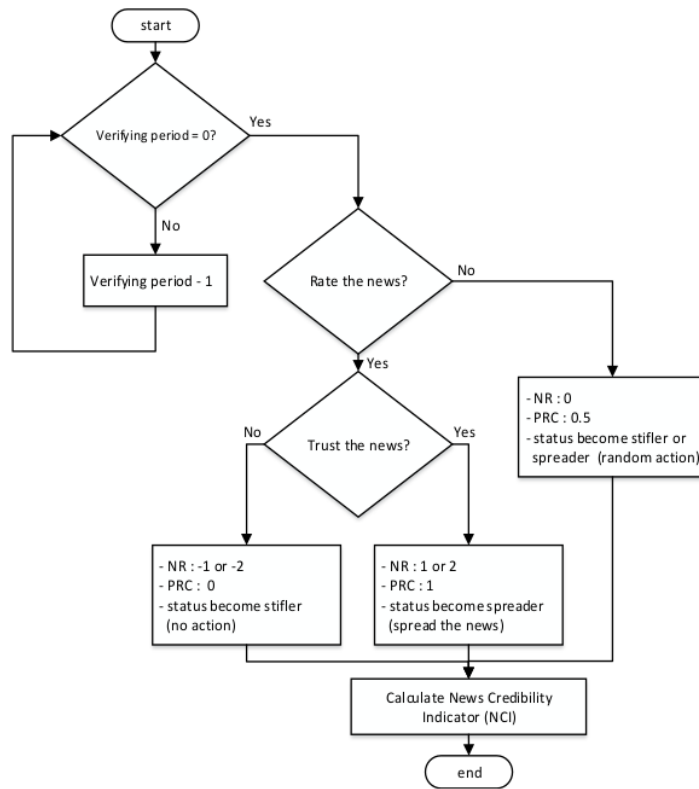 start
Verifying period = 0?
Yes
No
Verifying period - 1
Rate the news?
No
Yes
- NR : 0
- PRC : 0.5
- status become stifler or
spreader (random action)
Trust the news?
No
Yes
- NR : -1 or -2
- PRC : 0
- status become stifler
(no action)
- NR : 1 or 2
- PRC : 1
- status become spreader
(spread the news)
Calculate News Credibility
Indicator (NCI)
end